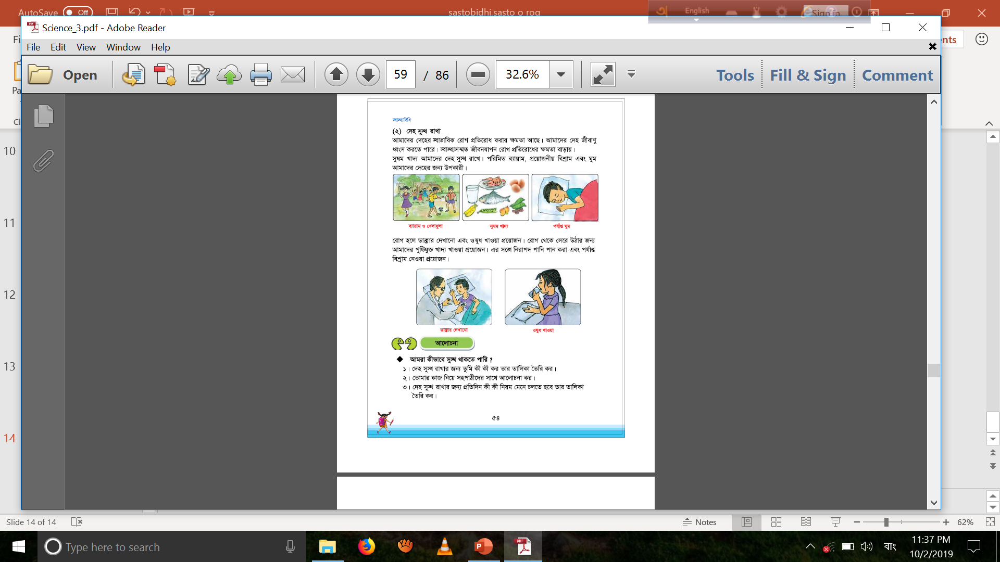 AutoSave Off
sastobidhi.sasto o rog
English
Sign in
Science_3.pdf - Adobe Reader
File Edit View Window Help
Open 59 / 86 32.6% Tools Fill & Sign Comment
স্বাস্থ্যবিধি
(২) দেহ সুস্থ রাখা
আমাদের দেহের স্বাভাবিক রোগ প্রতিরোধ করার ক্ষমতা আছে। আমাদের দেহ জীবাণু
ধ্বংস করতে পারে। স্বাস্থ্যসম্মত জীবনযাপন রোগ প্রতিরোধের ক্ষমতা বাড়ায়।
সুষম খাদ্য আমাদের দেহ সুস্থ রাখে। পরিমিত ব্যায়াম, প্রয়োজনীয় বিশ্রাম এবং ঘুম
আমাদের দেহের জন্য উপকারী।
ব্যায়াম ও খেলাধুলা
সুষম খাদ্য
পর্যাপ্ত ঘুম
রোগ হলে ডাক্তার দেখানো এবং ওষুধ খাওয়া প্রয়োজন। রোগ থেকে সেরে উঠার জন্য
আমাদের পুষ্টিযুক্ত খাদ্য খাওয়া প্রয়োজন। এর সঙ্গে নিরাপদ পানি পান করা এবং পর্যাপ্ত
বিশ্রাম নেওয়া প্রয়োজন।
ডাক্তার দেখানো
ওষুধ খাওয়া
আলোচনা
আমরা কীভাবে সুস্থ থাকতে পারি ?
১। দেহ সুস্থ রাখার জন্য তুমি কী কী কর তার তালিকা তৈরি কর।
২। তোমার কাজ নিয়ে সহপাঠীদের সাথে আলোচনা কর।
৩। দেহ সুস্থ রাখার জন্য প্রতিদিন কী কী নিয়ম মেনে চলতে হবে তার তালিকা
তৈরি কর।
৫৪
10
11
12
13
14
Slide 14 of 14
Notes
62%
Type here to search
বাং
11:37 PM
10/2/2019